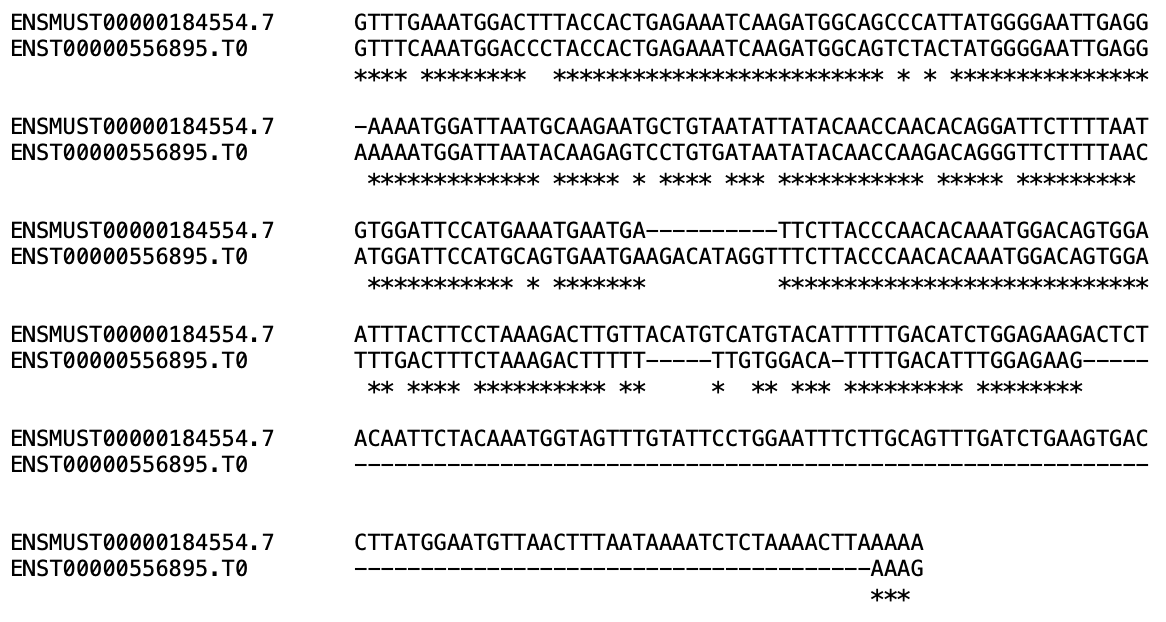 ENSMUST00000184554.7 GTTTGAAATGGACTTTACCACTGAGAAATCAAGATGGCAGCCCATTATGGGGAATTGAGG
ENST00000556895.T0 GTTTCAAATGGACCCTACCACTGAGAAATCAAGATGGCAGTCTACTATGGGGAATTGAGG
**** ********  ************************* * * ***************
ENSMUST00000184554.7 -AAAATGGATTAATGCAAGAATGCTGTAATATTATACAACCAACACAGGATTCTTTTAAT
ENST00000556895.T0 AAAAATGGATTAATACAAGAGTCCTGTGATAATATACAACCAAGACAGGGTTCTTTTAAC
************* ***** * **** *** *********** ***** *********
ENSMUST00000184554.7 GTGGATTCCATGAAATGAATGA----------TTCTTACCCAACACAAATGGACAGTGGA
ENST00000556895.T0 ATGGATTCCATGCAGTGAATGAAGACATAGGTTTCTTACCCAACACAAATGGACAGTGGA
*********** * *******          ****************************
ENSMUST00000184554.7 ATTTACTTCCTAAAGACTTGTTACATGTCATGTACATTTTTGACATCTGGAGAAGACTCT
ENST00000556895.T0 TTTGACTTTCTAAAGACTTTTT-----TTGTGGACA-TTTTGACATTTGGAGAAG-----
** **** ********** **     *  ** *** ********* ********
ENSMUST00000184554.7 ACAATTCTACAAATGGTAGTTTGTATTCCTGGAATTTCTTGCAGTTTGATCTGAAGTGAC
ENST00000556895.T0 ------------------------------------------------------------
ENSMUST00000184554.7 CTTATGGAATGTTAACTTTAATAAAATCTCTAAAACTTAAAAA
ENST00000556895.T0 ---------------------------------------AAAG
***